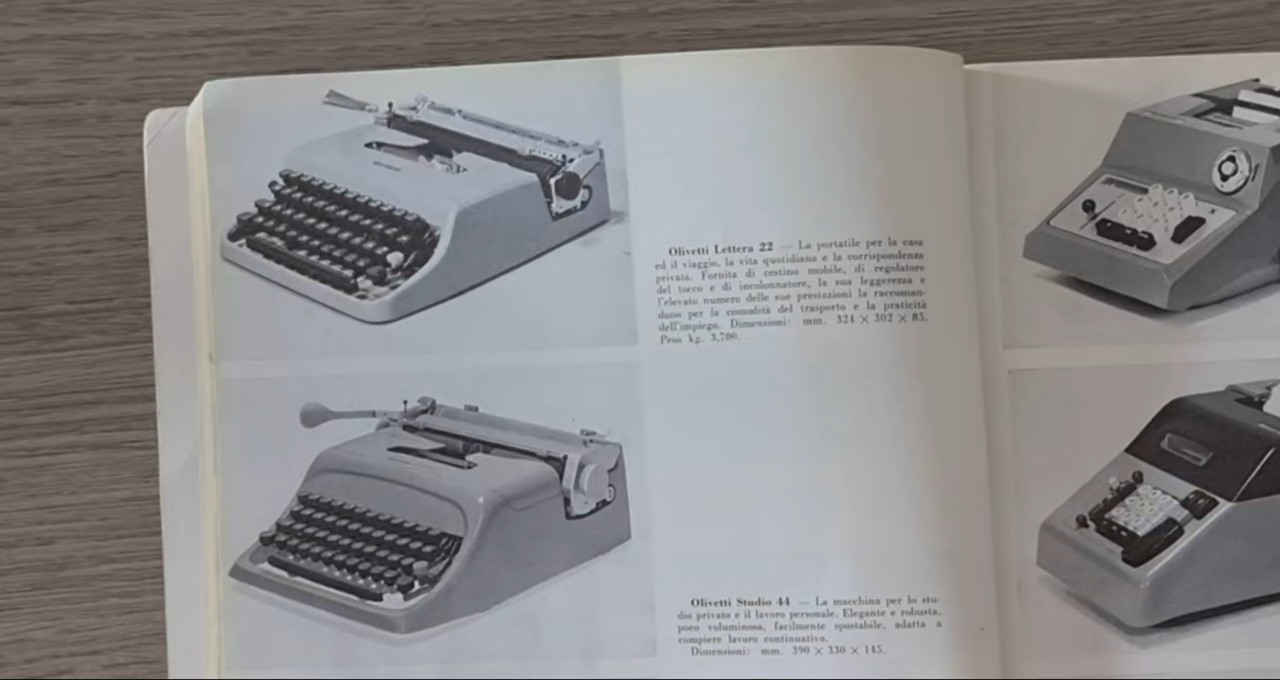 Olivetti Lettera 22 — La portatile per la casa
ed il viaggio, la vita quotidiana e la corrispondenza
privata. Fornita di cestino mobile, di regolatore
del tocco e di incolonnatore, la sua leggerezza e
l'elevato numero delle sue prestazioni la raccoman-
dano per la comodità del trasporto e la praticità
dell'impiego. Dimensioni: mm. 324 × 302 × 85.
Peso kg. 3,700.
Olivetti Studio 44 — La macchina per lo stu-
dio privato e il lavoro personale. Elegante e robusta,
poco voluminosa, facilmente spostabile, adatta a
compiere lavoro continuativo.
Dimensioni: mm. 390 × 330 × 145.